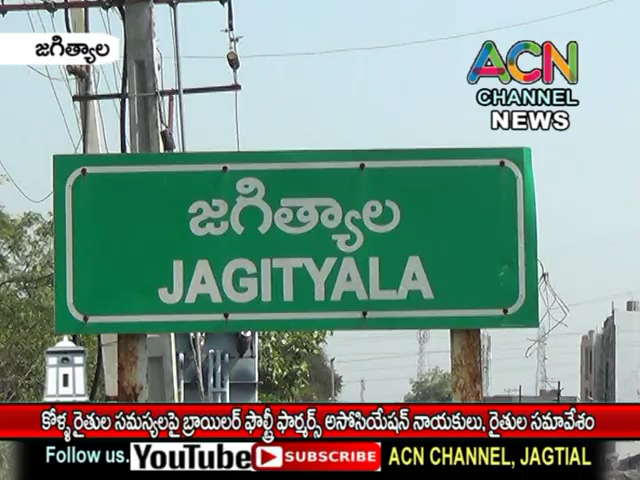 జగిత్యాల
ACN
CHANNEL
NEWS
జగిత్యాల
JAGITYALA
కోళ్ళ రైతుల సమస్యలపై బ్రాయిలర్ ఫౌల్ట్రీ ఫార్మర్స్ అసోసియేషన్ నాయకులు, రైతుల సమావేశం
Follow us. YouTube SUBSCRIBE ACN CHANNEL, JAGTIAL